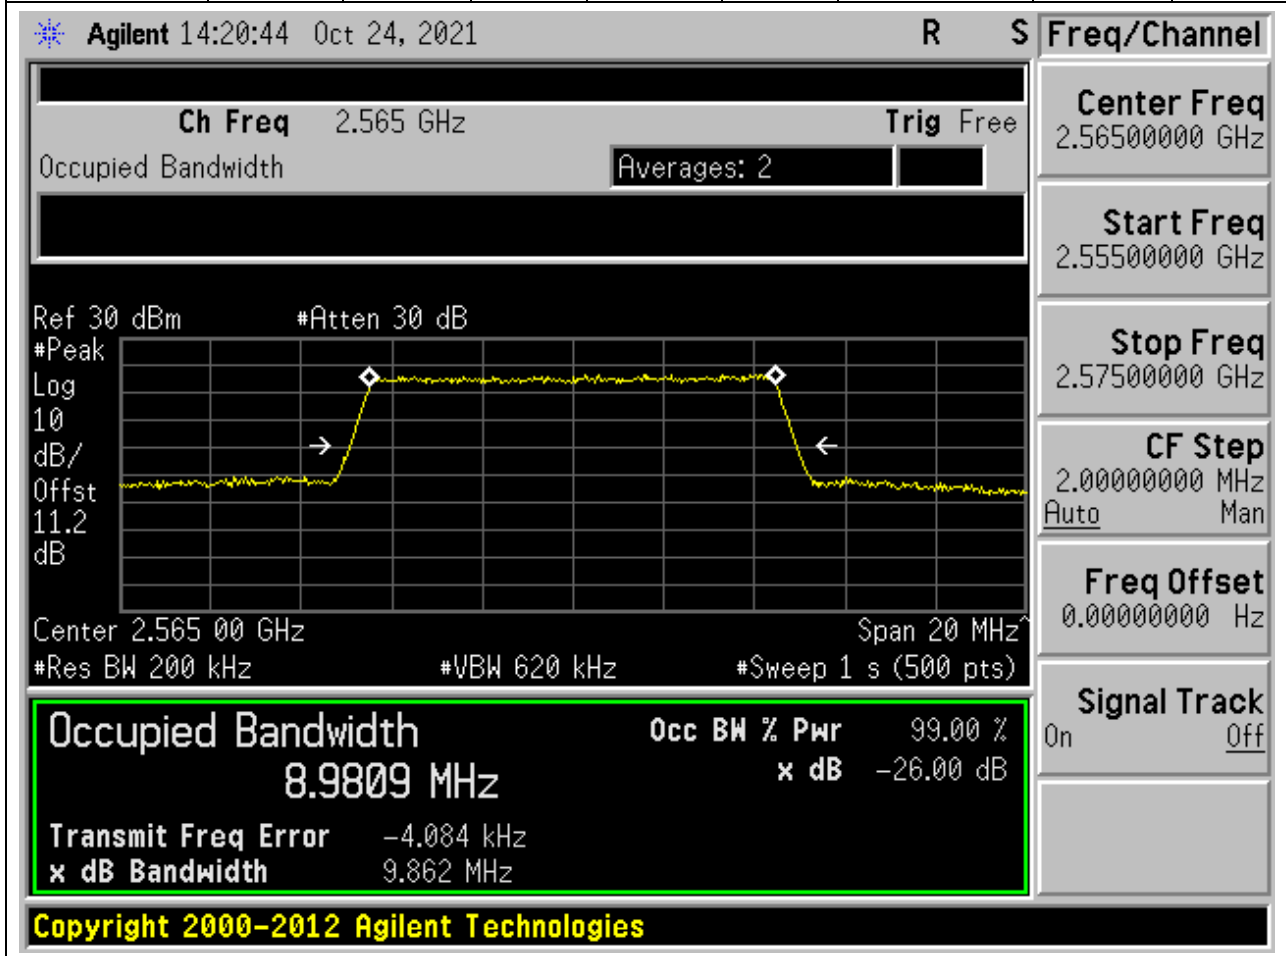 Agilent 14:20:44 Oct 24, 2021 R S
Freq/Channel
Ch Freq 2.565 GHz Trig Free
Occupied Bandwidth Averages: 2
Center Freq
2.56500000 GHz
Start Freq
2.55500000 GHz
Stop Freq
2.57500000 GHz
CF Step
2.00000000 MHz
Auto Man
Freq Offset
0.00000000 Hz
Signal Track
On Off
Ref 30 dBm #Atten 30 dB
#Peak
Log
10
dB/
Offst
11.2
dB
Center 2.565 00 GHz Span 20 MHz^
#Res BW 200 kHz #VBW 620 kHz #Sweep 1 s (500 pts)
Occupied Bandwidth Occ BW % Pwr 99.00 %
8.9809 MHz x dB -26.00 dB
Transmit Freq Error -4.084 kHz
x dB Bandwidth 9.862 MHz
Copyright 2000-2012 Agilent Technologies